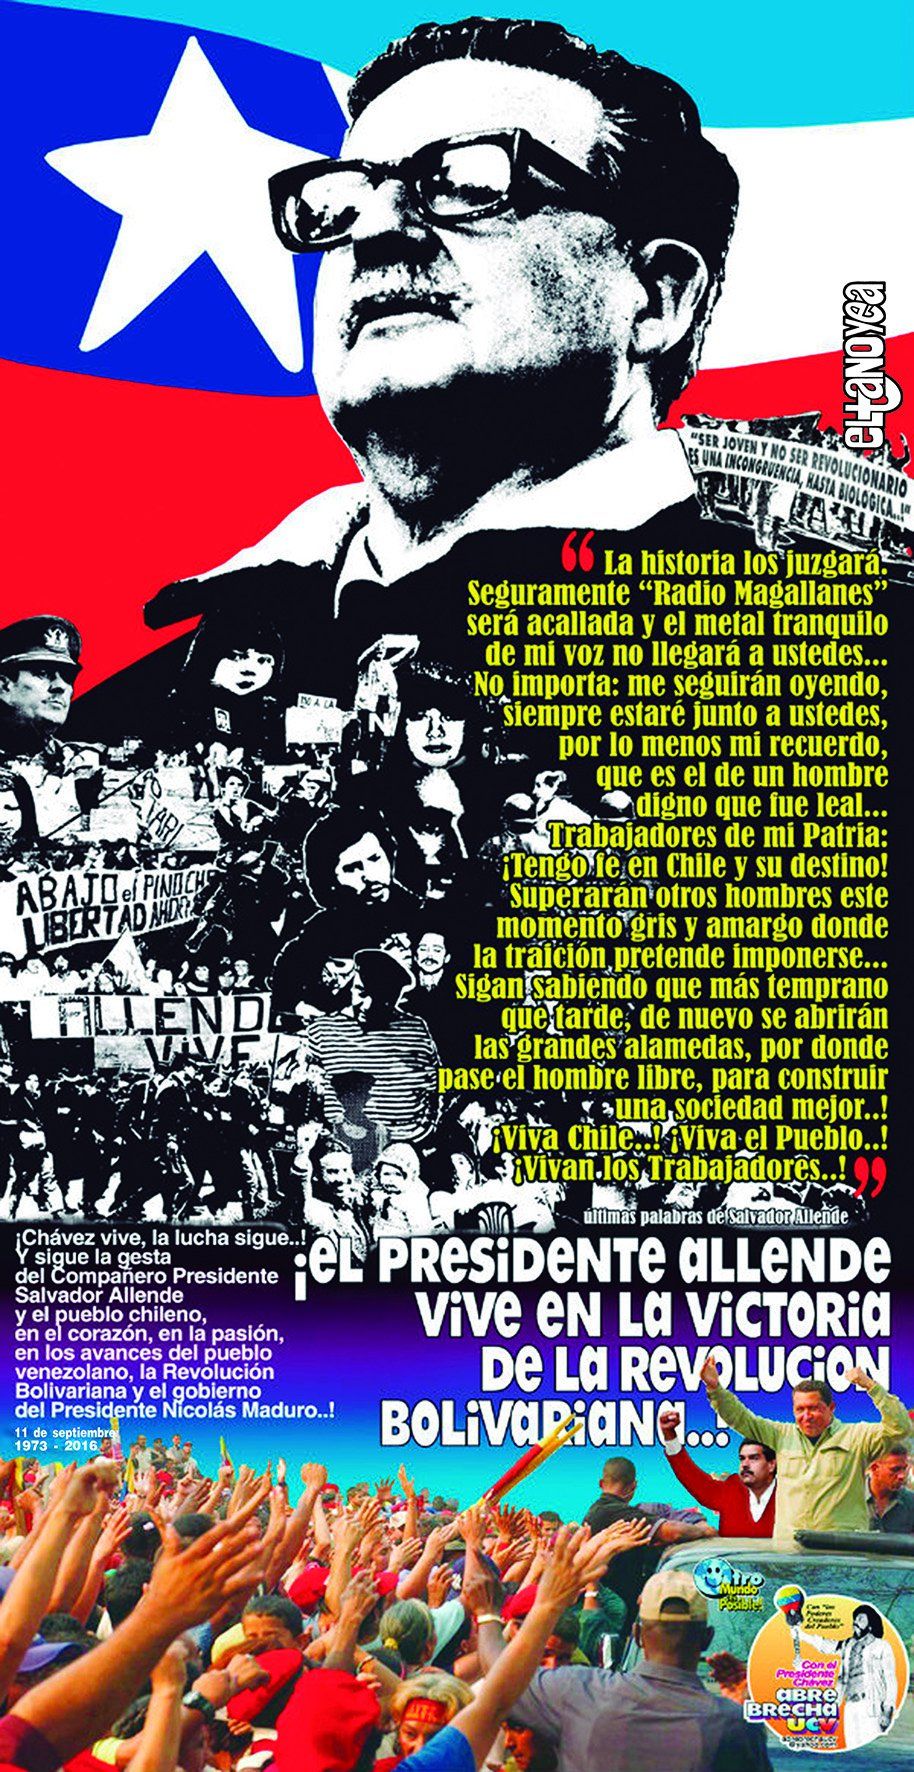 eLtaNOYCa
"SER JOVEN Y NO SER REVOLUCIONARIO
ES UNA INCONGRUENCIA, HASTA BIOLOGICA...!"
“ La historia los juzgará.
Seguramente “Radio Magallanes”
será acallada y el metal tranquilo
de mi voz no llegará a ustedes...
No importa: me seguirán oyendo,
siempre estaré junto a ustedes,
por lo menos mi recuerdo,
que es el de un hombre
digno que fue leal...
Trabajadores de mi Patria:
¡Tengo fe en Chile y su destino!
Superarán otros hombres este
momento gris y amargo donde
la traición pretende imponerse...
Sigan sabiendo que más temprano
que tarde, de nuevo se abrirán
las grandes alamedas, por donde
pase el hombre libre, para construir
una sociedad mejor..!
¡Viva Chile..! ¡Viva el Pueblo..!
¡Vivan los Trabajadores..! ”
últimas palabras de Salvador Allende
ABAJO el PINOCHE
LIBERTAD AHORA
ALLEND
ViVE
¡Chávez vive, la lucha sigue..!
Y sigue la gesta
del Compañero Presidente
Salvador Allende
y el pueblo chileno,
en el corazón, en la pasión,
en los avances del pueblo
venezolano, la Revolución
Bolivariana y el gobierno
del Presidente Nicolás Maduro..!
11 de septiembre
1973 - 2016
¡eL PReSiDeNTe aLLeNDe
ViVe eN La ViCTORia
De La ReVOLUCiON
BOLiVaRiaNa..!
Otro
Mundo
Posible!
Con "los
Poderes
Creadores
del Pueblo"
Con el
Presidente
Chávez
aBRe
BReCHa
UCV